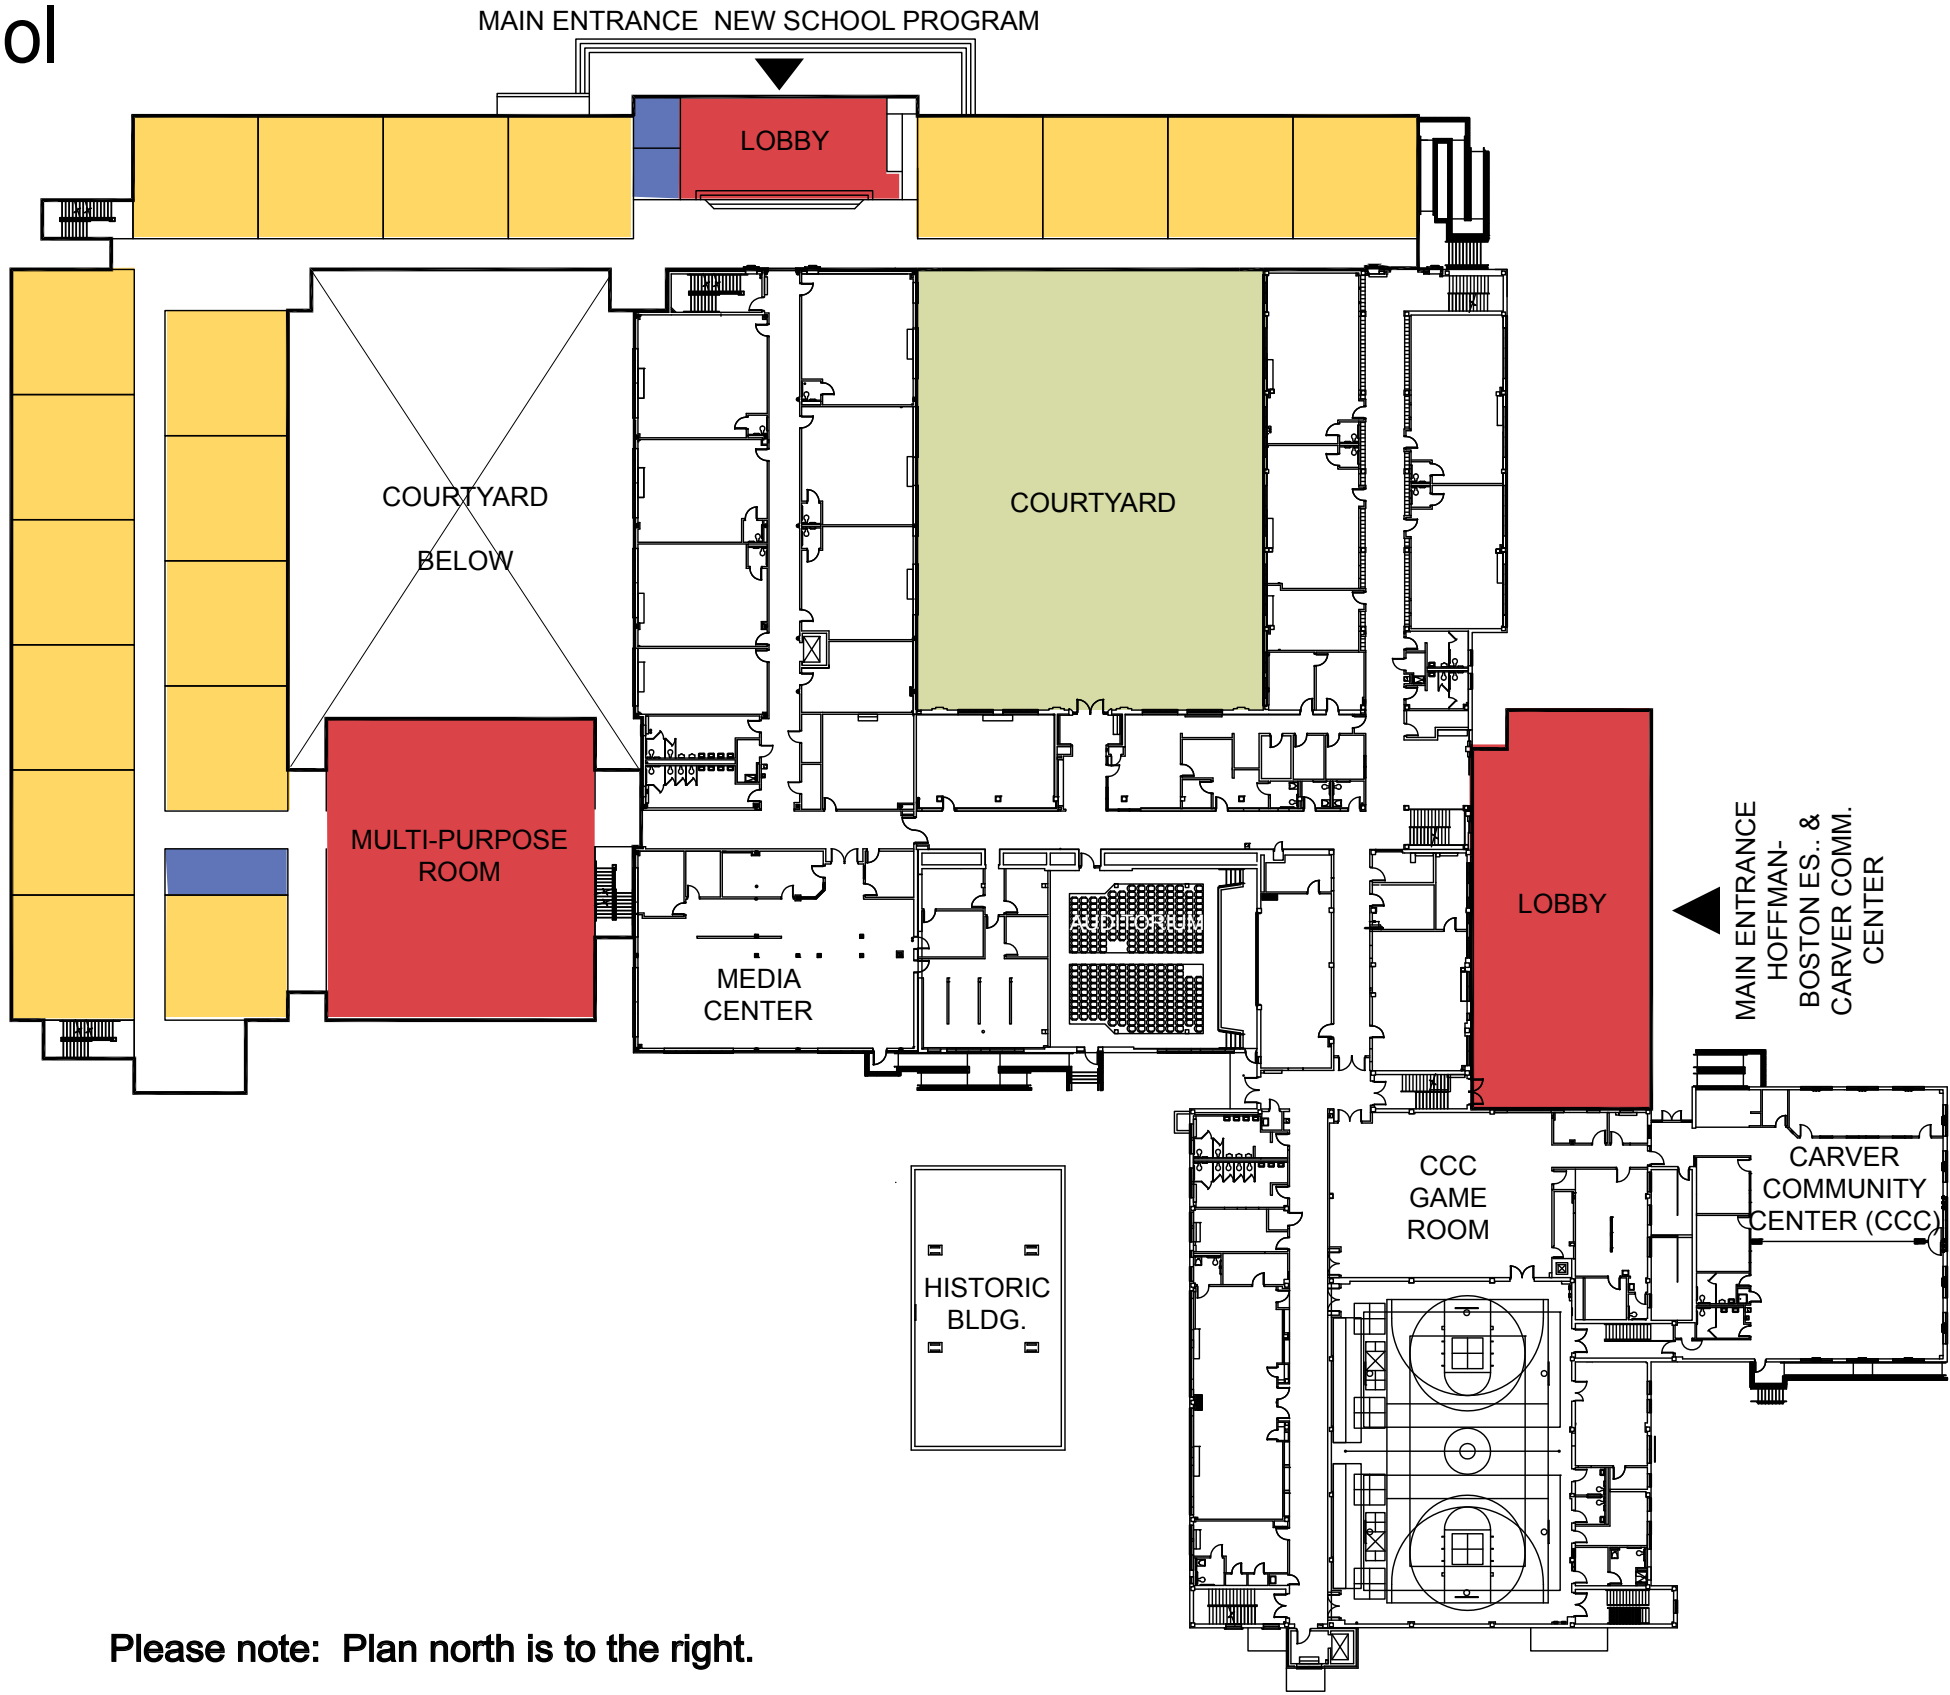 ol
MAIN ENTRANCE  NEW SCHOOL PROGRAM
LOBBY
COURTYARD
BELOW
COURTYARD
MULTI-PURPOSE
ROOM
MEDIA
CENTER
AUDITORIUM
LOBBY
MAIN ENTRANCE
HOFFMAN-
BOSTON ES.. &
CARVER COMM.
CENTER
CCC
GAME
ROOM
CARVER
COMMUNITY
CENTER (CCC)
HISTORIC
BLDG.
Please note:  Plan north is to the right.